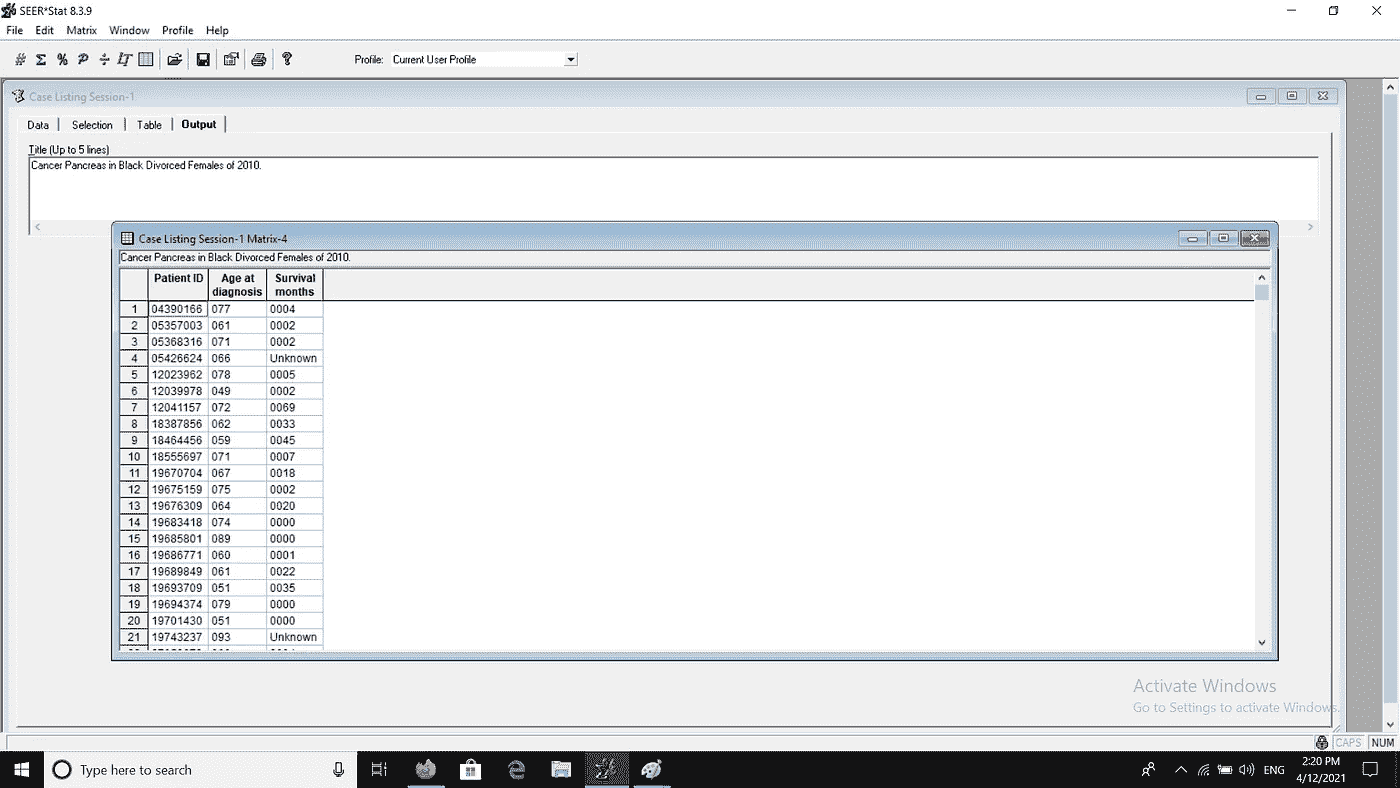 SEER*Stat 8.3.9
File Edit Matrix Window Profile Help
Profile: Current User Profile
Case Listing Session-1
Data Selection Table Output
Title (Up to 5 lines)
Cancer Pancreas in Black Divorced Females of 2010.
Case Listing Session-1 Matrix-4
Cancer Pancreas in Black Divorced Females of 2010.
Patient ID Age at diagnosis Survival months
1 04390166 077 0004
2 05357003 061 0002
3 05368316 071 0002
4 05426624 066 Unknown
5 12023962 078 0005
6 12039978 049 0002
7 12041157 072 0069
8 18387856 062 0033
9 18464456 059 0045
10 18555697 071 0007
11 19670704 067 0018
12 19675159 075 0002
13 19676309 064 0020
14 19683418 074 0000
15 19685801 089 0000
16 19686771 060 0001
17 19689849 061 0022
18 19693709 051 0035
19 19694374 079 0000
20 19701430 051 0000
21 19743237 093 Unknown
Activate Windows
Go to Settings to activate Windows.
CAPS NUM
Type here to search
ENG
2:20 PM
4/12/2021